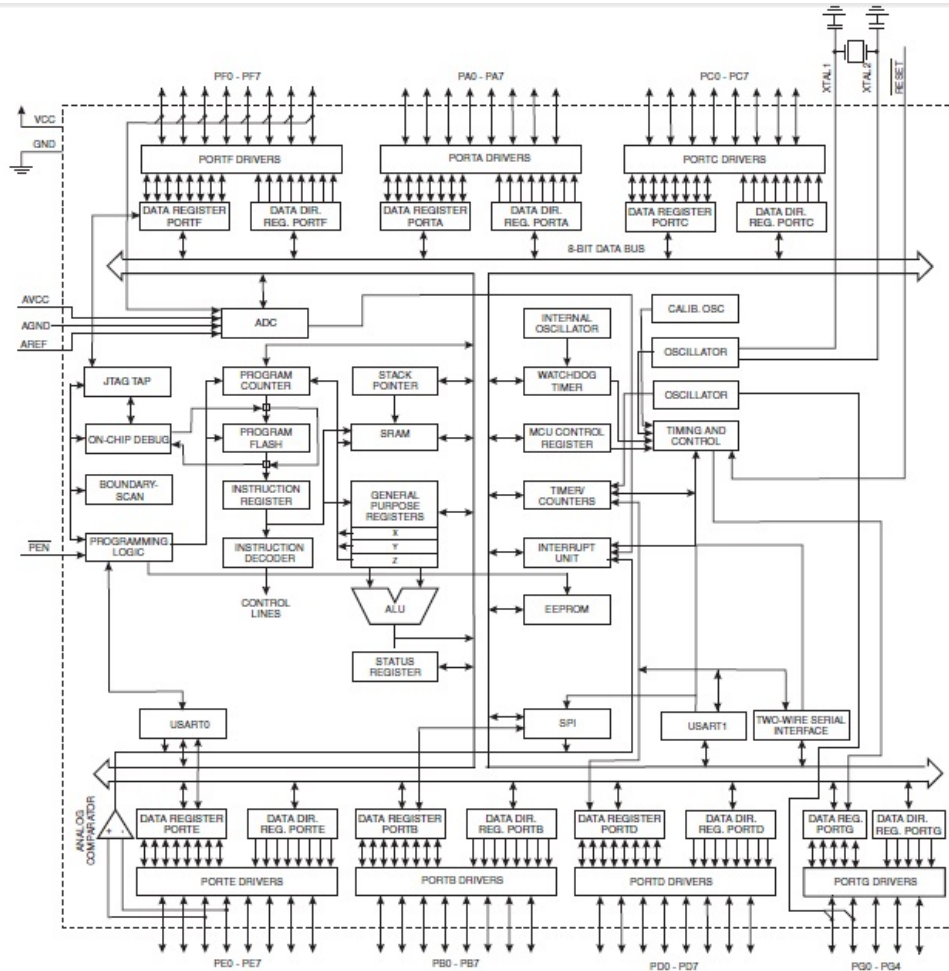 XTAL1
XTAL2
RESET
PF0 - PF7
PA0 - PA7
PC0 - PC7
VCC
GND
PORTF DRIVERS
PORTA DRIVERS
PORTC DRIVERS
DATA REGISTER
PORTF
DATA DIR.
REG. PORTF
DATA REGISTER
PORTA
DATA DIR.
REG. PORTA
DATA REGISTER
PORTC
DATA DIR.
REG. PORTC
8-BIT DATA BUS
AVCC
AGND
AREF
ADC
INTERNAL
OSCILLATOR
CALIB. OSC
OSCILLATOR
JTAG TAP
PROGRAM
COUNTER
STACK
POINTER
WATCHDOG
TIMER
OSCILLATOR
ON-CHIP DEBUG
PROGRAM
FLASH
SRAM
MCU CONTROL
REGISTER
TIMING AND
CONTROL
BOUNDARY-
SCAN
INSTRUCTION
REGISTER
GENERAL
PURPOSE
REGISTERS
X
Y
Z
TIMER/
COUNTERS
PEN
PROGRAMMING
LOGIC
INSTRUCTION
DECODER
INTERRUPT
UNIT
CONTROL
LINES
ALU
EEPROM
STATUS
REGISTER
USART0
SPI
USART1
TWO-WIRE SERIAL
INTERFACE
ANALOG
COMPARATOR
+ -
DATA REGISTER
PORTE
DATA DIR.
REG. PORTE
DATA REGISTER
PORTB
DATA DIR.
REG. PORTB
DATA REGISTER
PORTD
DATA DIR.
REG. PORTD
DATA REG.
PORTG
DATA DIR.
REG. PORTG
PORTE DRIVERS
PORTB DRIVERS
PORTD DRIVERS
PORTG DRIVERS
PE0 - PE7
PB0 - PB7
PD0 - PD7
PG0 - PG4